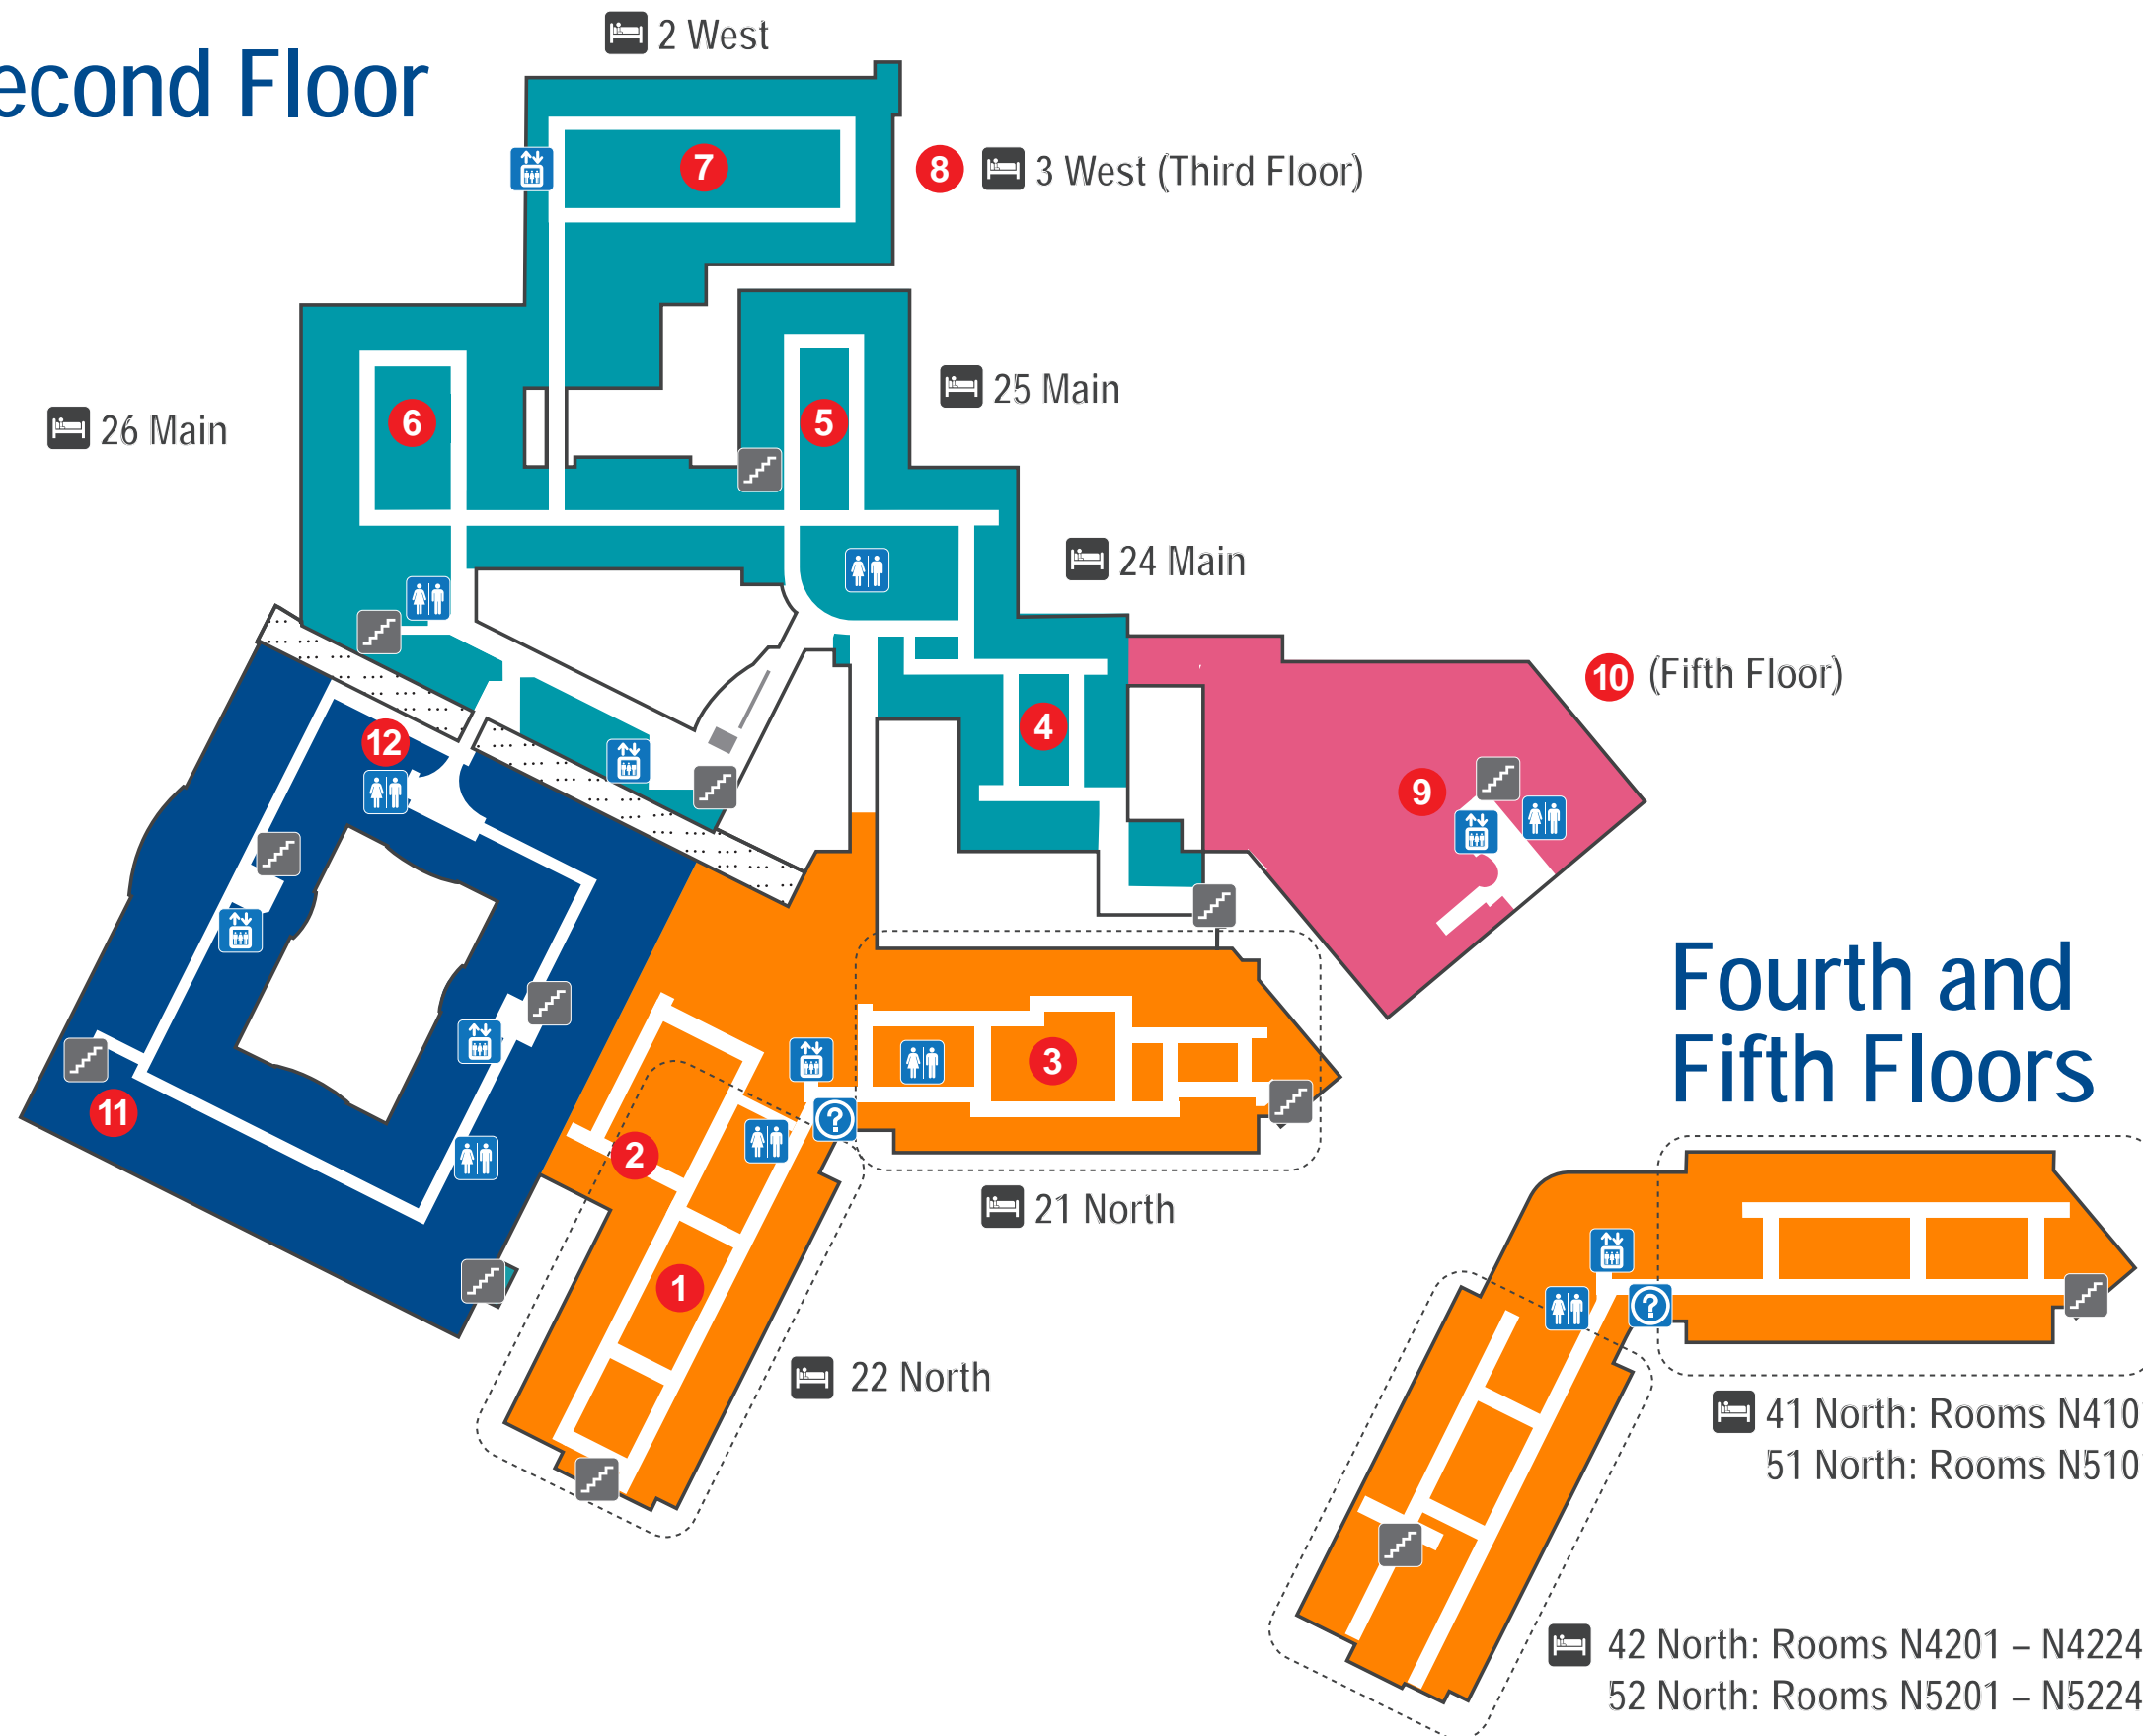 2 West
econd Floor
7
8 3 West (Third Floor)
25 Main
6
5
26 Main
24 Main
10 (Fifth Floor)
4
12
9
Fourth and
Fifth Floors
3
11
?
2
21 North
1
?
22 North
41 North: Rooms N410
51 North: Rooms N510
42 North: Rooms N4201 – N4224
52 North: Rooms N5201 – N5224